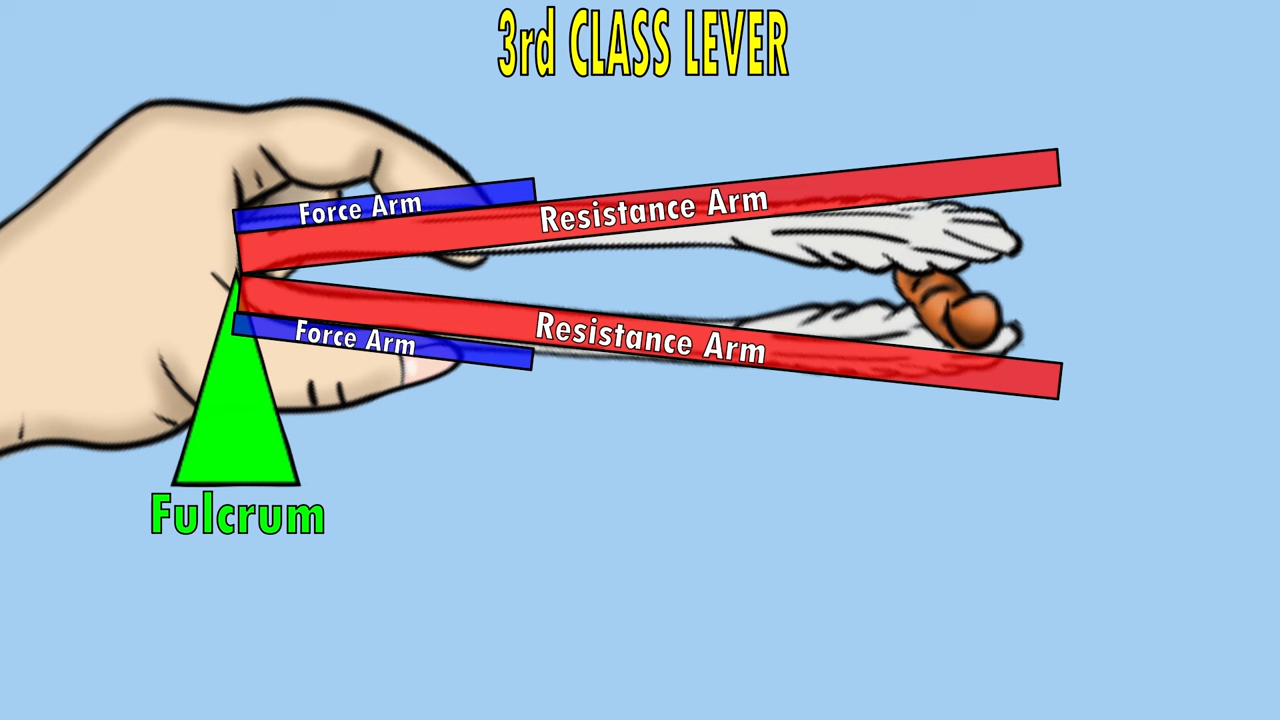 3rd CLASS LEVER
Force Arm
Resistance Arm
Resistance Arm
Force Arm
Fulcrum